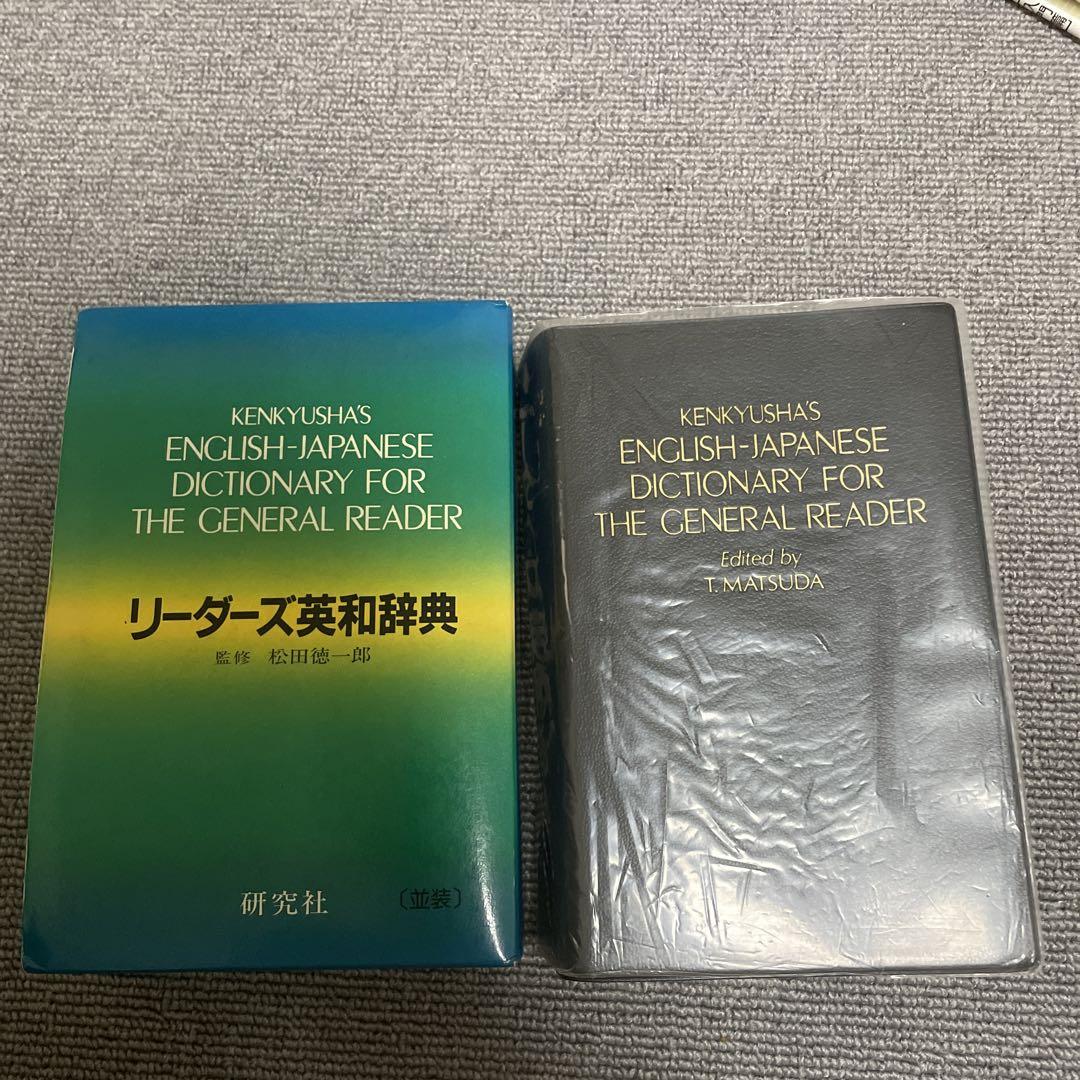 KENKYUSHA'S
ENGLISH-JAPANESE
DICTIONARY FOR
THE GENERAL READER
リーダーズ英和辞典
監修 松田徳一郎
研究社
〔並装〕
KENKYUSHA'S
ENGLISH-JAPANESE
DICTIONARY FOR
THE GENERAL READER
Edited by
T. MATSUDA